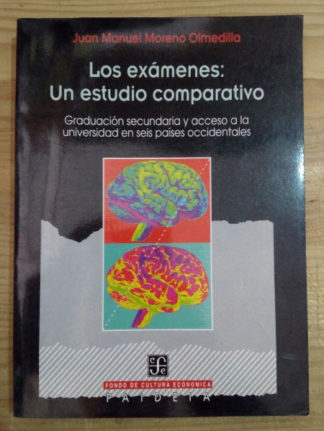 Juan Manuel Moreno Olmedilla
Los exámenes:
Un estudio comparativo
Graduación secundaria y acceso a la
universidad en seis países occidentales
FONDO DE CULTURA ECONOMICA
PAIDEIA